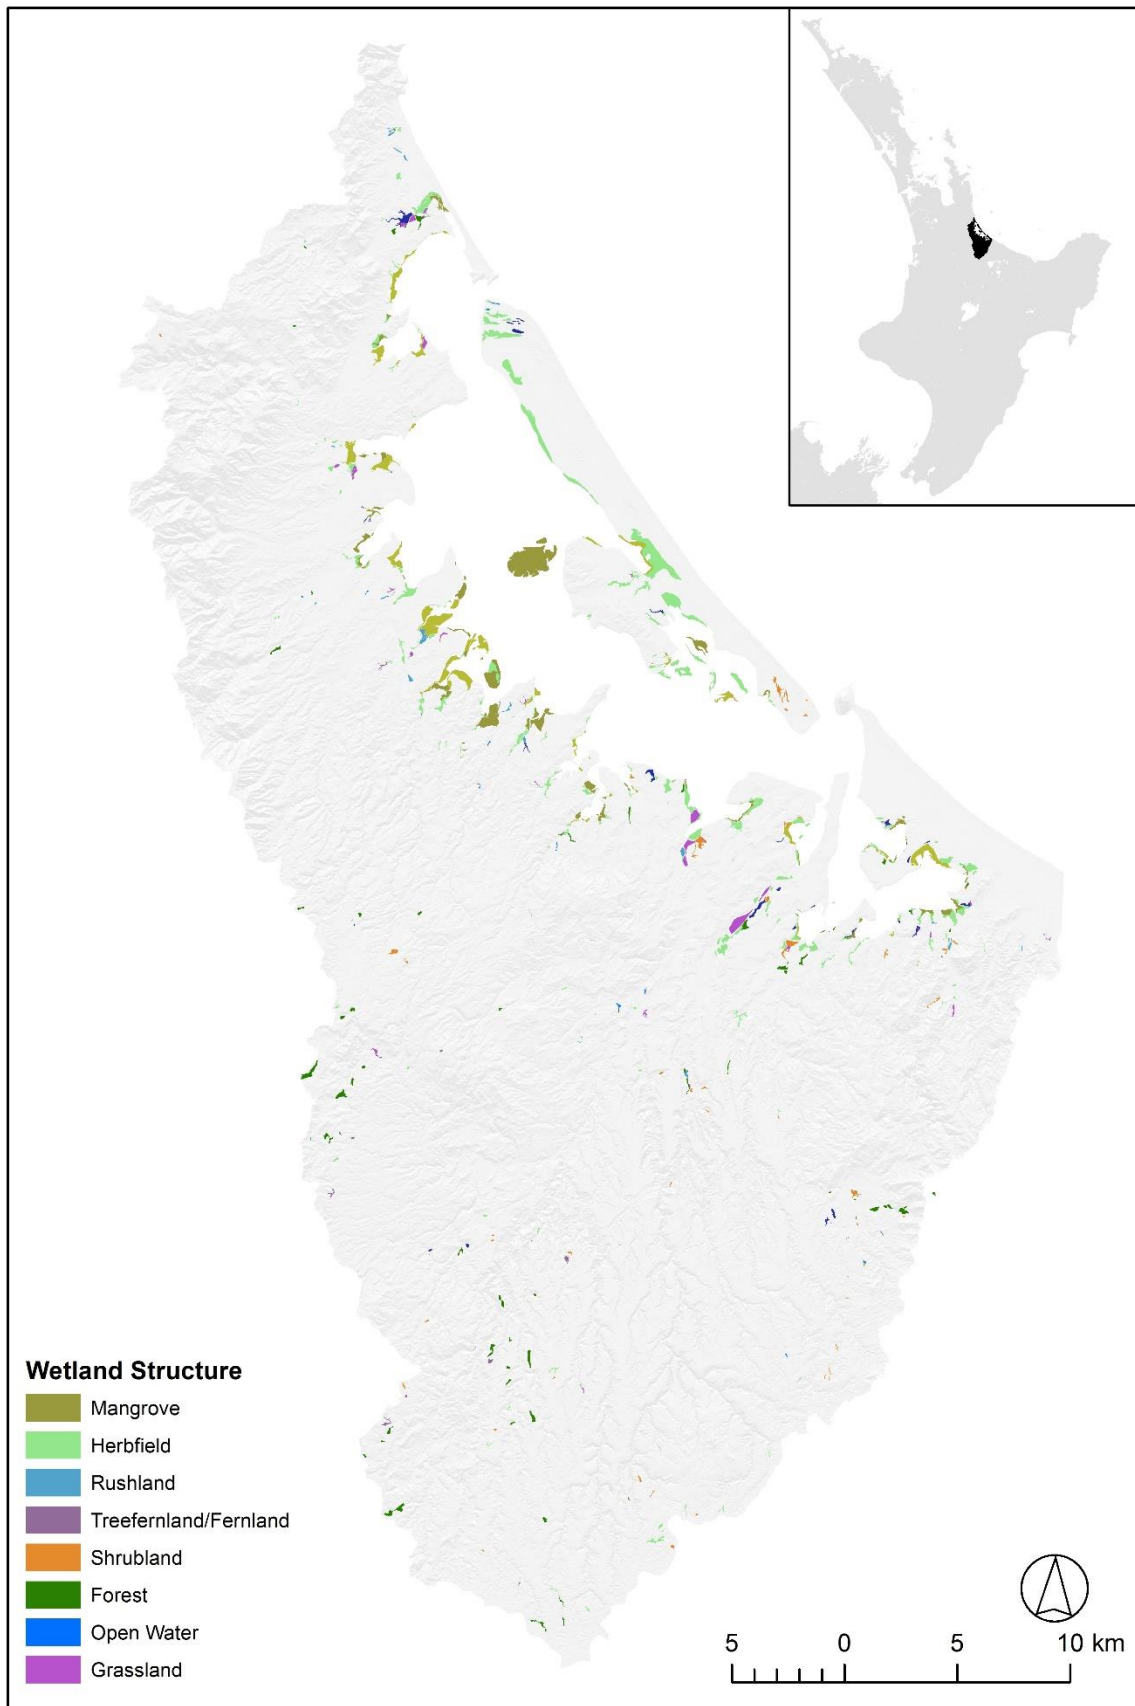 Wetland Structure
Mangrove
Herbfield
Rushland
Treefernland/Fernland
Shrubland
Forest
Open Water
Grassland
5 0 5 10 km